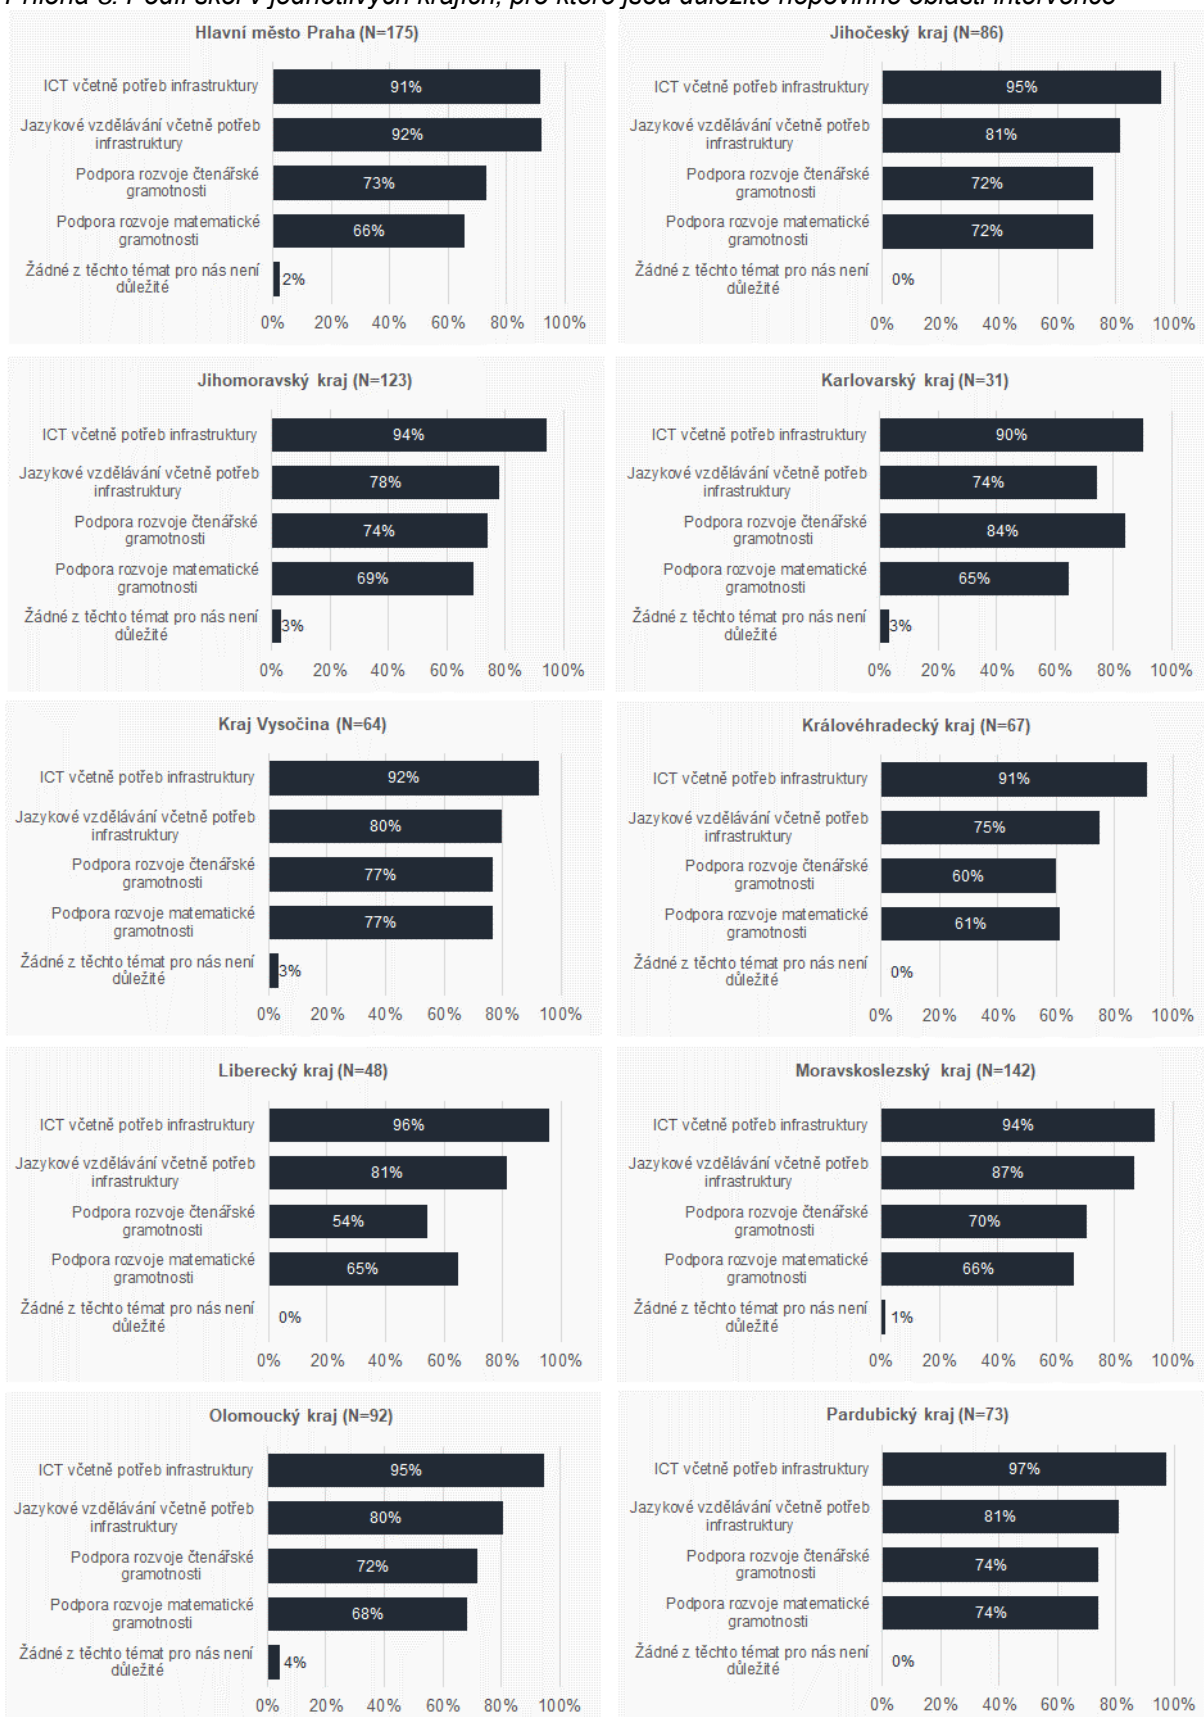 Podíl škol v jednotlivých krajích, pro které jsou důležité nepovinné oblasti intervence
Hlavní město Praha (N=175)
ICT včetně potřeb infrastruktury
91%
Jazykové vzdělávání včetně potřeb
infrastruktury
92%
Podpora rozvoje čtenářské
gramotnosti
73%
Podpora rozvoje matematické
gramotnosti
66%
Žádné z těchto témat pro nás není
důležité
2%
0% 20% 40% 60% 80% 100%
Jihočeský kraj (N=86)
ICT včetně potřeb infrastruktury
95%
Jazykové vzdělávání včetně potřeb
infrastruktury
81%
Podpora rozvoje čtenářské
gramotnosti
72%
Podpora rozvoje matematické
gramotnosti
72%
Žádné z těchto témat pro nás není
důležité
0%
0% 20% 40% 60% 80% 100%
Jihomoravský kraj (N=123)
ICT včetně potřeb infrastruktury
94%
Jazykové vzdělávání včetně potřeb
infrastruktury
78%
Podpora rozvoje čtenářské
gramotnosti
74%
Podpora rozvoje matematické
gramotnosti
69%
Žádné z těchto témat pro nás není
důležité
3%
0% 20% 40% 60% 80% 100%
Karlovarský kraj (N=31)
ICT včetně potřeb infrastruktury
90%
Jazykové vzdělávání včetně potřeb
infrastruktury
74%
Podpora rozvoje čtenářské
gramotnosti
84%
Podpora rozvoje matematické
gramotnosti
65%
Žádné z těchto témat pro nás není
důležité
3%
0% 20% 40% 60% 80% 100%
Kraj Vysočina (N=64)
ICT včetně potřeb infrastruktury
92%
Jazykové vzdělávání včetně potřeb
infrastruktury
80%
Podpora rozvoje čtenářské
gramotnosti
77%
Podpora rozvoje matematické
gramotnosti
77%
Žádné z těchto témat pro nás není
důležité
3%
0% 20% 40% 60% 80% 100%
Královéhradecký kraj (N=67)
ICT včetně potřeb infrastruktury
91%
Jazykové vzdělávání včetně potřeb
infrastruktury
75%
Podpora rozvoje čtenářské
gramotnosti
60%
Podpora rozvoje matematické
gramotnosti
61%
Žádné z těchto témat pro nás není
důležité
0%
0% 20% 40% 60% 80% 100%
Liberecký kraj (N=48)
ICT včetně potřeb infrastruktury
96%
Jazykové vzdělávání včetně potřeb
infrastruktury
81%
Podpora rozvoje čtenářské
gramotnosti
54%
Podpora rozvoje matematické
gramotnosti
65%
Žádné z těchto témat pro nás není
důležité
0%
0% 20% 40% 60% 80% 100%
Moravskoslezský kraj (N=142)
ICT včetně potřeb infrastruktury
94%
Jazykové vzdělávání včetně potřeb
infrastruktury
87%
Podpora rozvoje čtenářské
gramotnosti
70%
Podpora rozvoje matematické
gramotnosti
66%
Žádné z těchto témat pro nás není
důležité
1%
0% 20% 40% 60% 80% 100%
Olomoucký kraj (N=92)
ICT včetně potřeb infrastruktury
95%
Jazykové vzdělávání včetně potřeb
infrastruktury
80%
Podpora rozvoje čtenářské
gramotnosti
72%
Podpora rozvoje matematické
gramotnosti
68%
Žádné z těchto témat pro nás není
důležité
4%
0% 20% 40% 60% 80% 100%
Pardubický kraj (N=73)
ICT včetně potřeb infrastruktury
97%
Jazykové vzdělávání včetně potřeb
infrastruktury
81%
Podpora rozvoje čtenářské
gramotnosti
74%
Podpora rozvoje matematické
gramotnosti
74%
Žádné z těchto témat pro nás není
důležité
0%
0% 20% 40% 60% 80% 100%